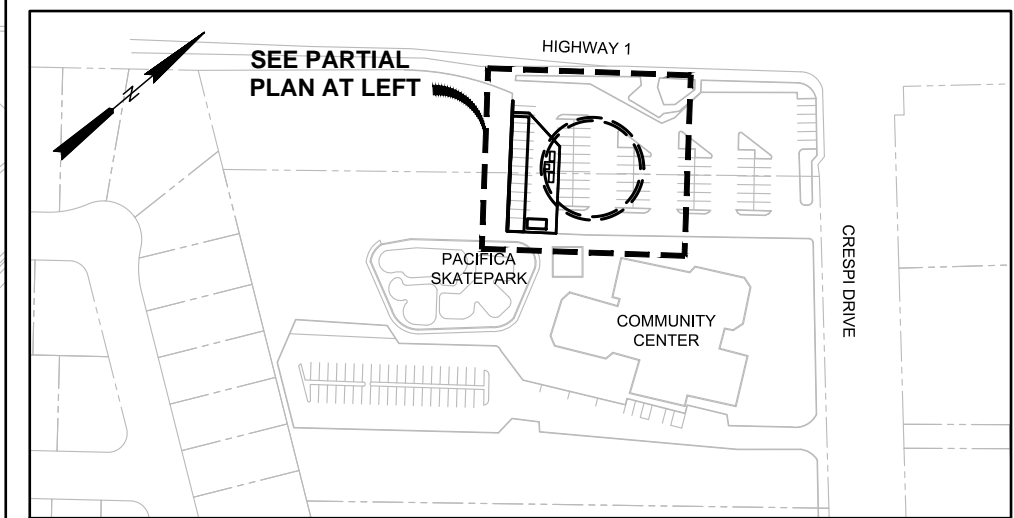 HIGHWAY 1
SEE PARTIAL
PLAN AT LEFT
N
PACIFICA
SKATEPARK
COMMUNITY
CENTER
CRESPI DRIVE